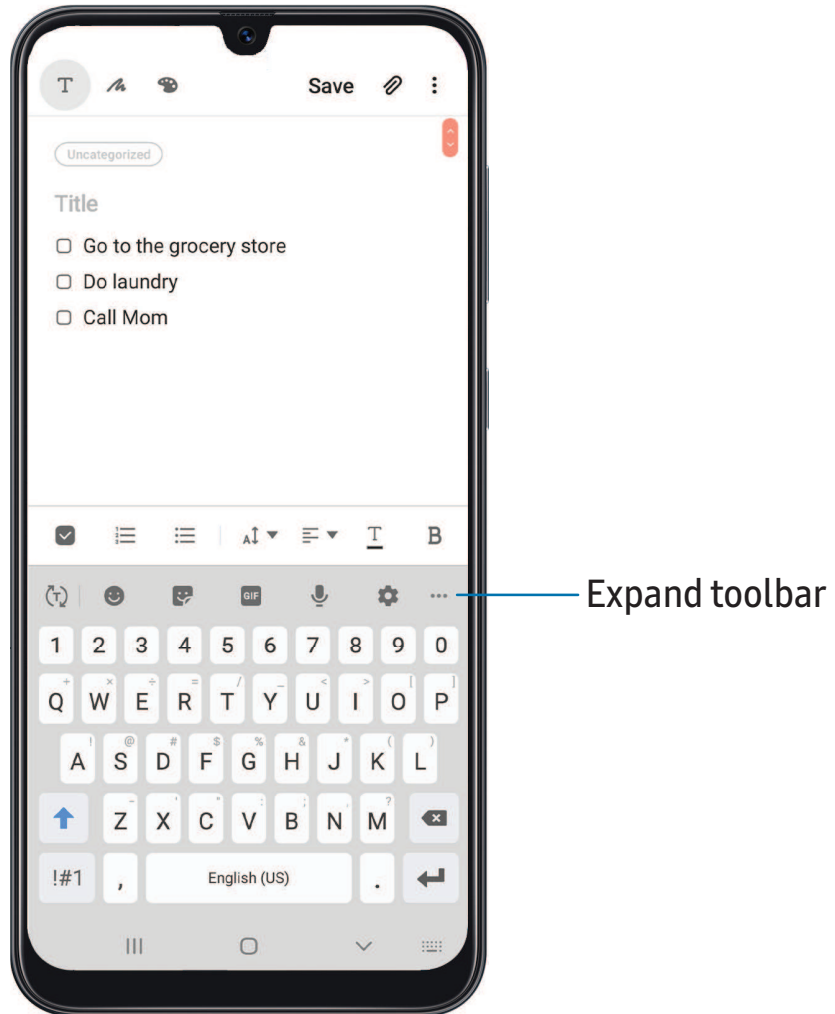 T Save
Uncategorized
Title
Go to the grocery store
Do laundry
Call Mom
A T B
T GIF
Expand toolbar
1 2 3 4 5 6 7 8 9 0
+ × ÷ = / _ < > [ ]
Q W E R T Y U I O P
! @ # $ % & * ( )
A S D F G H J K L
- ' " : ; , ?
Z X C V B N M
!#1 , English (US) .